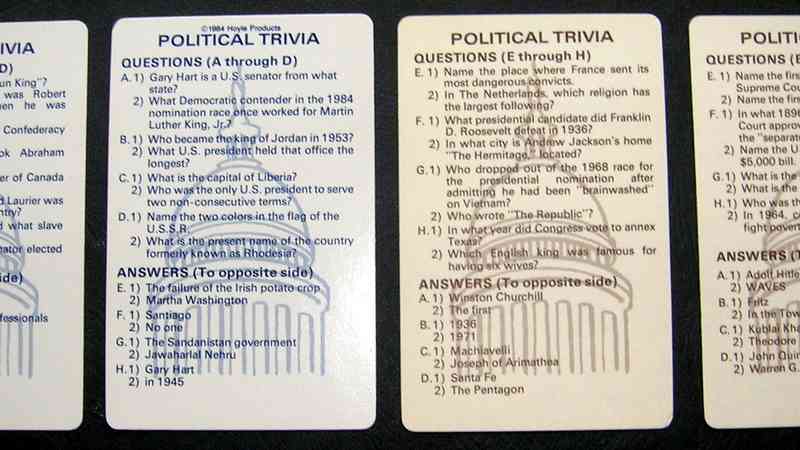 IVIA
D)
un King"?
was Robert
en he was
Confederacy
ok Abraham
er of Canada
d Laurier was
ntry?
nd what slave
ator elected
side)
fessionals
©1984 Hoyle Products
POLITICAL TRIVIA
QUESTIONS (A through D)
A. 1) Gary Hart is a U.S. senator from what
state?
2) What Democratic contender in the 1984
nomination race once worked for Martin
Luther King, Jr.?
B. 1) Who became the king of Jordan in 1953?
2) What U.S. president held that office the
longest?
C. 1) What is the capital of Liberia?
2) Who was the only U.S. president to serve
two non-consecutive terms?
D. 1) Name the two colors in the flag of the
U.S.S.R.
2) What is the present name of the country
formerly known as Rhodesia?
ANSWERS (To opposite side)
E. 1) The failure of the Irish potato crop
2) Martha Washington
F. 1) Santiago
2) No one
G. 1) The Sandanistan government
2) Jawaharlal Nehru
H. 1) Gary Hart
2) in 1945
POLITICAL TRIVIA
QUESTIONS (E through H)
E. 1) Name the place where France sent its
most dangerous convicts.
2) In The Netherlands, which religion has
the largest following?
F. 1) What presidential candidate did Franklin
D. Roosevelt defeat in 1936?
2) In what city is Andrew Jackson's home
"The Hermitage" located?
G. 1) Who dropped out of the 1968 race for
the presidential nomination after
admitting he had been "brainwashed"
on Vietnam?
2) Who wrote "The Republic"?
H. 1) In what year did Congress vote to annex
Texas?
2) Which English king was famous for
having six wives?
ANSWERS (To opposite side)
A. 1) Winston Churchill
2) The first
B. 1) 1936
2) 1971
C. 1) Machiavelli
2) Joseph of Arimathea
D. 1) Santa Fe
2) The Pentagon
POLITI
QUESTIONS (E
E. 1) Name the firs
Supreme Cour
2) Name the firs
F. 1) In what 1896
Court approv
the "separat
2) Name the U.
$5,000 bill.
G. 1) What is the
2) What is the
H. 1) Who was th
2) In 1964, c
fight povert
ANSWERS (T
A. 1) Adolf Hitle
2) WAVES
B. 1) Fritz
2) In the Tow
C. 1) Kublai Kha
2) Theodore
D. 1) John Quin
2) Warren G.